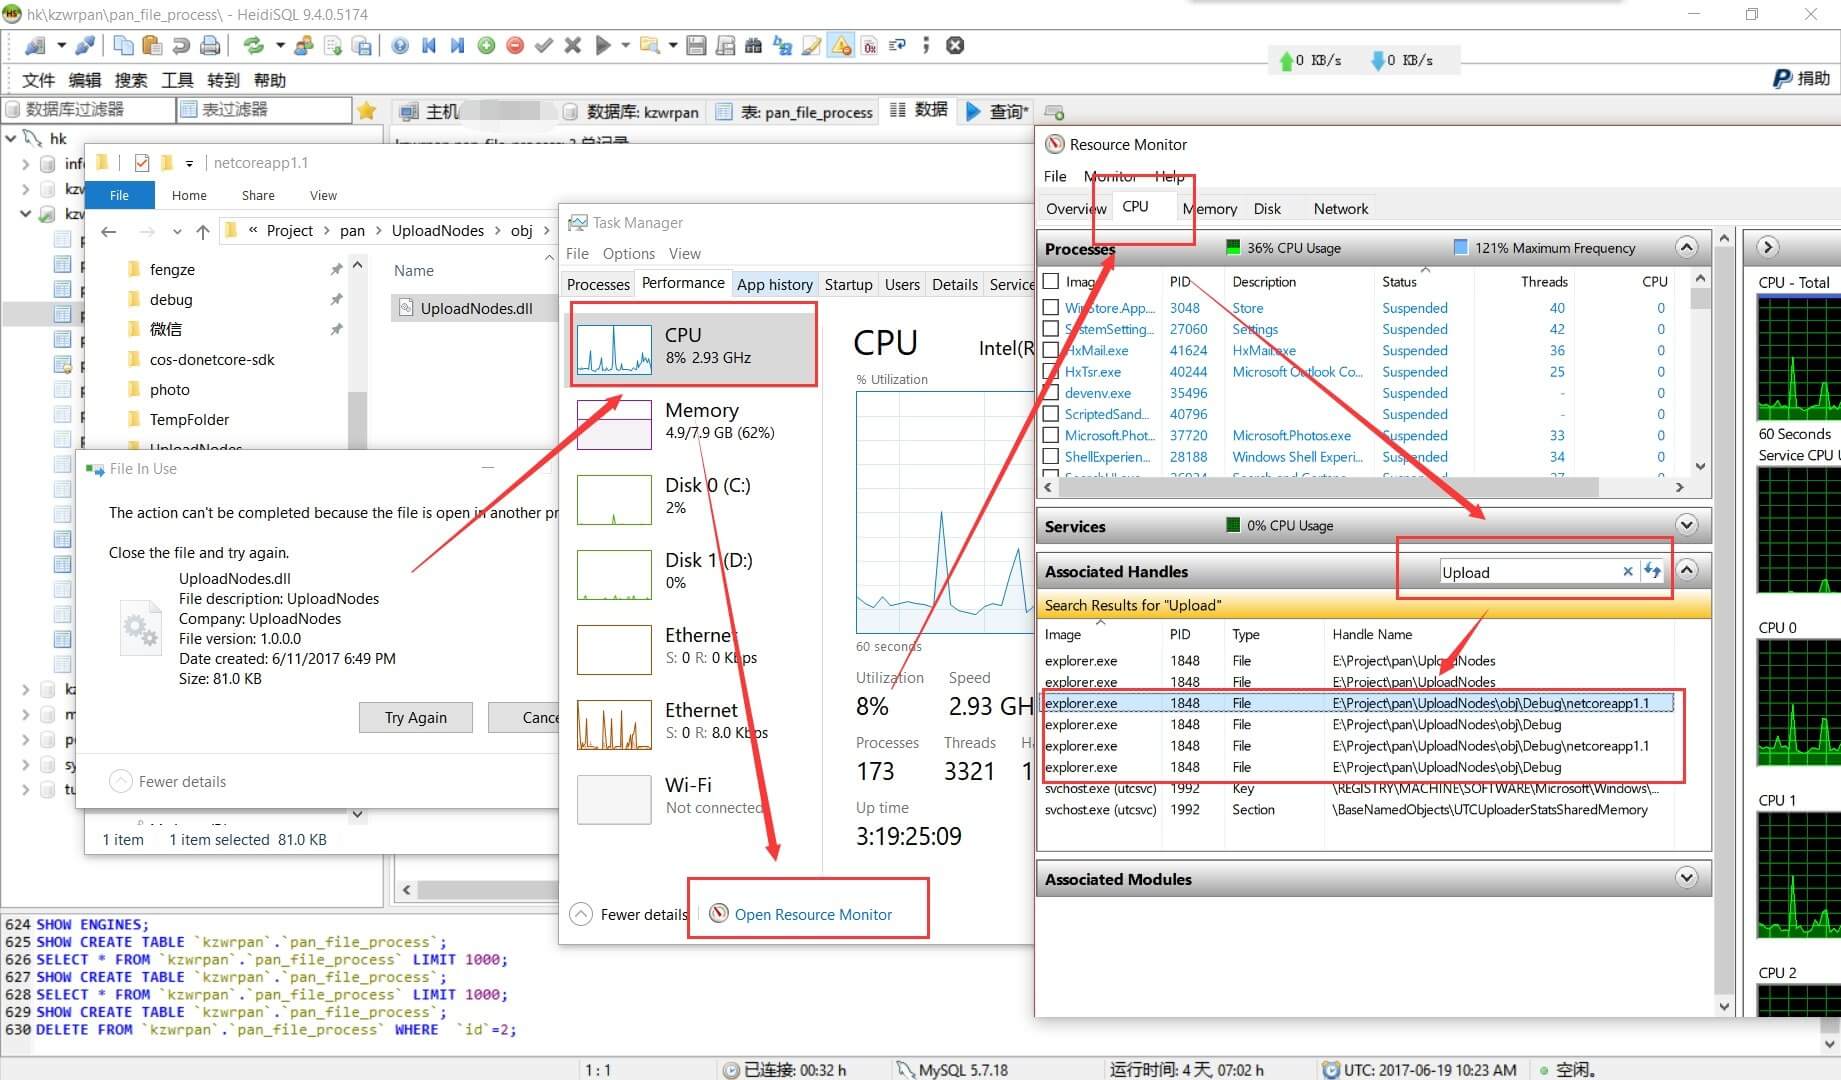 hk\kzwrpan\pan_file_process\ - HeidiSQL 9.4.0.5174
0 KB/s 0 KB/s
文件 编辑 搜索 工具 转到 帮助
捐助
数据库过滤器 表过滤器
主机 数据库: kzwrpan 表: pan_file_process 数据 查询*
hk
netcoreapp1.1
File Home Share View
« Project > pan > UploadNodes > obj >
fengze
debug
微信
cos-donetcore-sdk
photo
TempFolder
UploadNodes
Name
UploadNodes.dll
1 item 1 item selected 81.0 KB
File In Use
The action can't be completed because the file is open in another
Close the file and try again.
UploadNodes.dll
File description: UploadNodes
Company: UploadNodes
File version: 1.0.0.0
Date created: 6/11/2017 6:49 PM
Size: 81.0 KB
Try Again Cance
Fewer details
Task Manager
File Options View
Processes Performance App history Startup Users Details Service
CPU
8% 2.93 GHz
Memory
4.9/7.9 GB (62%)
Disk 0 (C:)
2%
Disk 1 (D:)
0%
Ethernet
S: 0 R: 0 Kbps
Ethernet
S: 0 R: 8.0 Kbps
Wi-Fi
Not connected
CPU Intel(R
% Utilization
60 seconds
Utilization Speed
8% 2.93 GH
Processes Threads H
173 3321 1
Up time
3:19:25:09
Fewer details Open Resource Monitor
Resource Monitor
File Monitor Help
Overview CPU Memory Disk Network
Processes 36% CPU Usage 121% Maximum Frequency
Image PID Description Status Threads CPU
WinStore.App... 3048 Store Suspended 40 0
SystemSetting... 27060 Settings Suspended 42 0
HxMail.exe 41624 HxMail.exe Suspended 36 0
HxTsr.exe 40244 Microsoft Outlook Co... Suspended 25 0
devenv.exe 35496 Suspended - 0
ScriptedSand... 40796 Suspended - 0
Microsoft.Phot... 37720 Microsoft.Photos.exe Suspended 33 0
ShellExperien... 28188 Windows Shell Experi... Suspended 34 0
Services 0% CPU Usage
Associated Handles Upload
Search Results for "Upload"
Image PID Type Handle Name
explorer.exe 1848 File E:\Project\pan\UploadNodes
explorer.exe 1848 File E:\Project\pan\UploadNodes
explorer.exe 1848 File E:\Project\pan\UploadNodes\obj\Debug\netcoreapp1.1
explorer.exe 1848 File E:\Project\pan\UploadNodes\obj\Debug
explorer.exe 1848 File E:\Project\pan\UploadNodes\obj\Debug\netcoreapp1.1
explorer.exe 1848 File E:\Project\pan\UploadNodes\obj\Debug
svchost.exe (utcsvc) 1992 Key \REGISTRY\MACHINE\SOFTWARE\Microsoft\Windows\...
svchost.exe (utcsvc) 1992 Section \BaseNamedObjects\UTCUploaderStatsSharedMemory
Associated Modules
CPU - Total
60 Seconds
Service CPU U
CPU 0
CPU 1
CPU 2
624 SHOW ENGINES;
625 SHOW CREATE TABLE `kzwrpan`.`pan_file_process`;
626 SELECT * FROM `kzwrpan`.`pan_file_process` LIMIT 1000;
627 SHOW CREATE TABLE `kzwrpan`.`pan_file_process`;
628 SELECT * FROM `kzwrpan`.`pan_file_process` LIMIT 1000;
629 SHOW CREATE TABLE `kzwrpan`.`pan_file_process`;
630 DELETE FROM `kzwrpan`.`pan_file_process` WHERE `id`=2;
1 : 1 已连接: 00:32 h MySQL 5.7.18 运行时间: 4 天, 07:02 h UTC: 2017-06-19 10:23 AM 空闲。